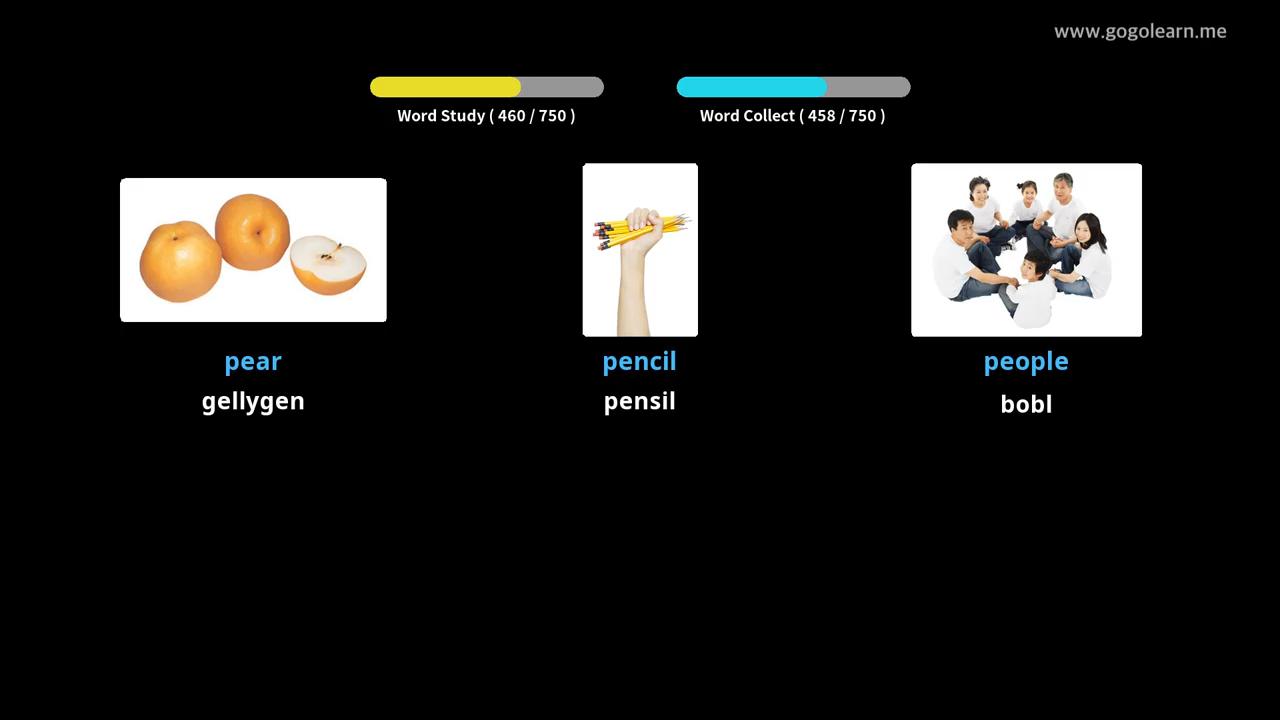 www.gogolearn.me
Word Study ( 460 / 750 )
Word Collect ( 458 / 750 )
pear
gellygen
pencil
pensil
people
bobl